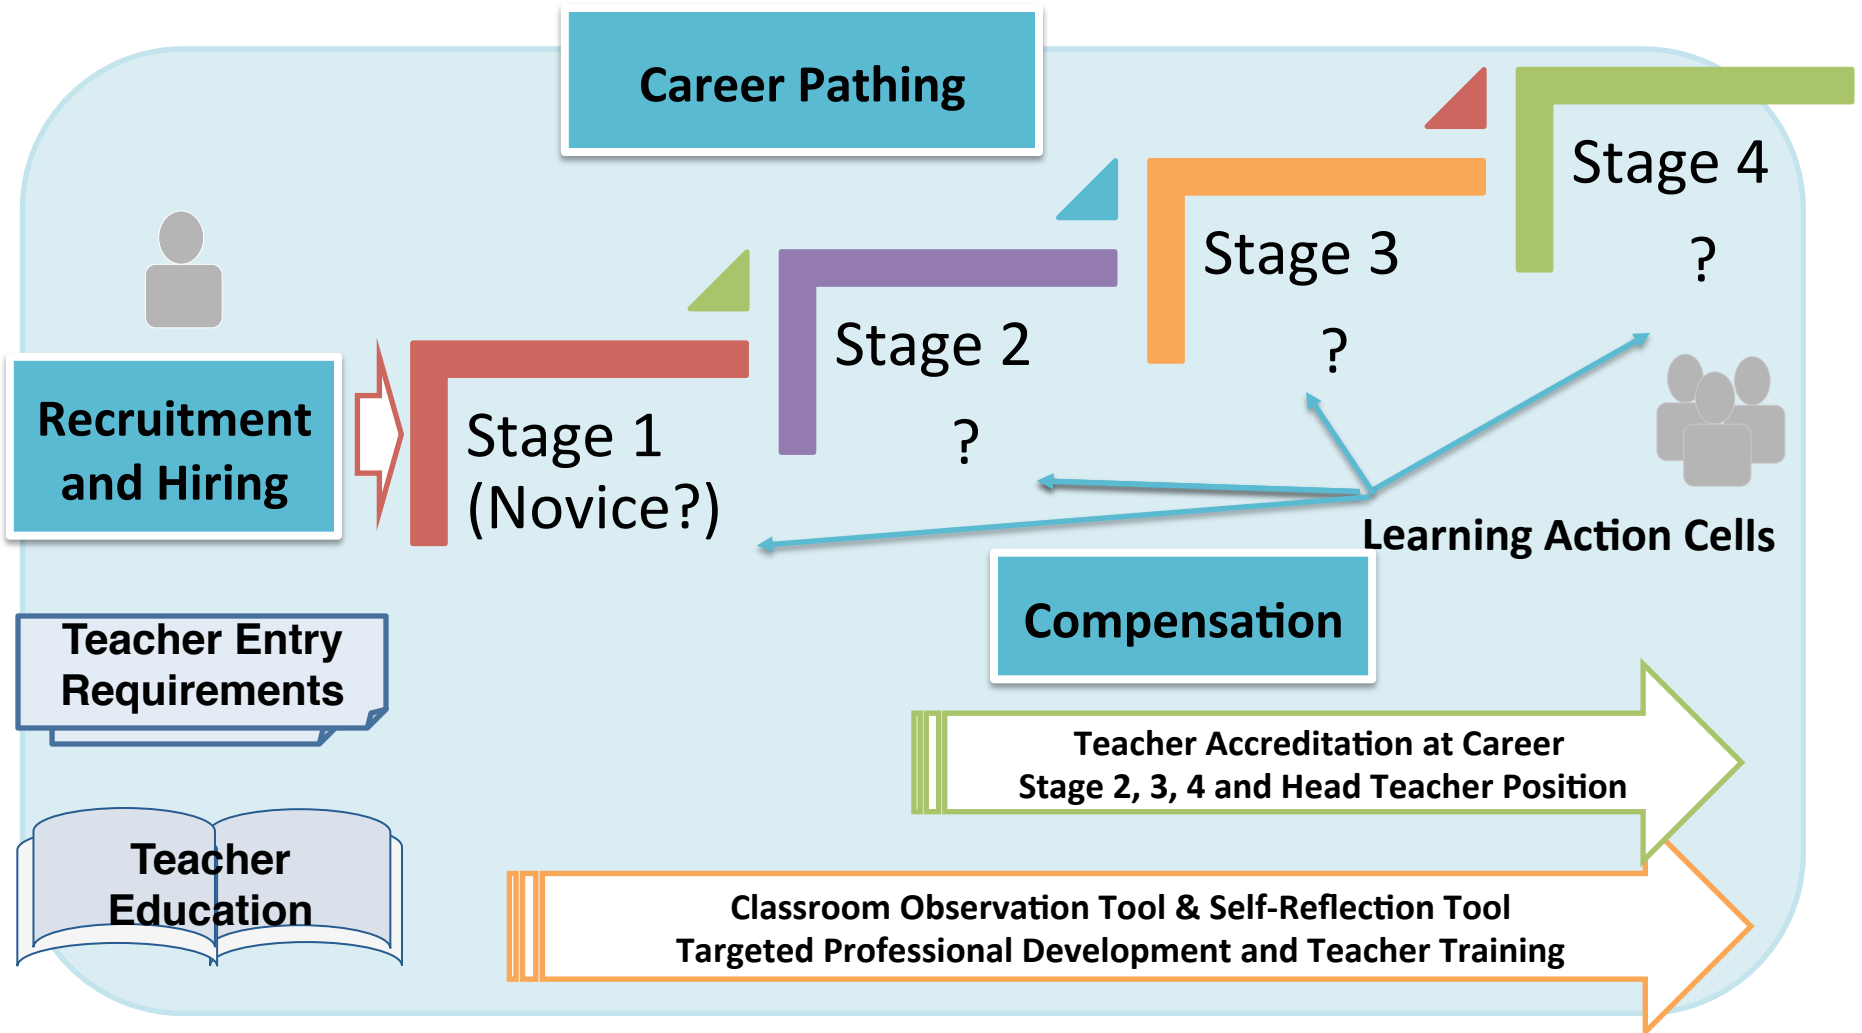 Career Pathing
Stage 4
?
Stage 3
?
Stage 2
?
Stage 1
(Novice?)
Recruitment
and Hiring
Learning Action Cells
Compensation
Teacher Entry
Requirements
Teacher Accreditation at Career
Stage 2, 3, 4 and Head Teacher Position
Teacher
Education
Classroom Observation Tool & Self-Reflection Tool
Targeted Professional Development and Teacher Training